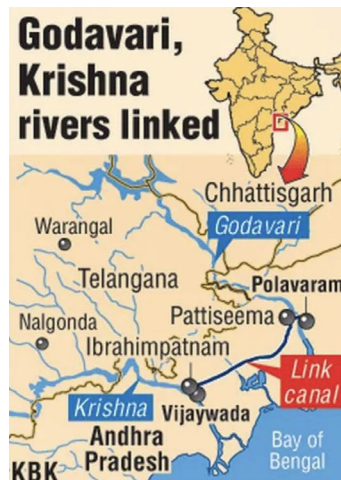 Godavari,
Krishna
rivers linked
Chhattisgarh
Godavari
Warangal
Telangana
Polavaram
Pattiseema
Nalgonda
Ibrahimpatnam
Link
canal
Krishna
Vijaywada
Andhra
Pradesh
Bay of
Bengal
KBK